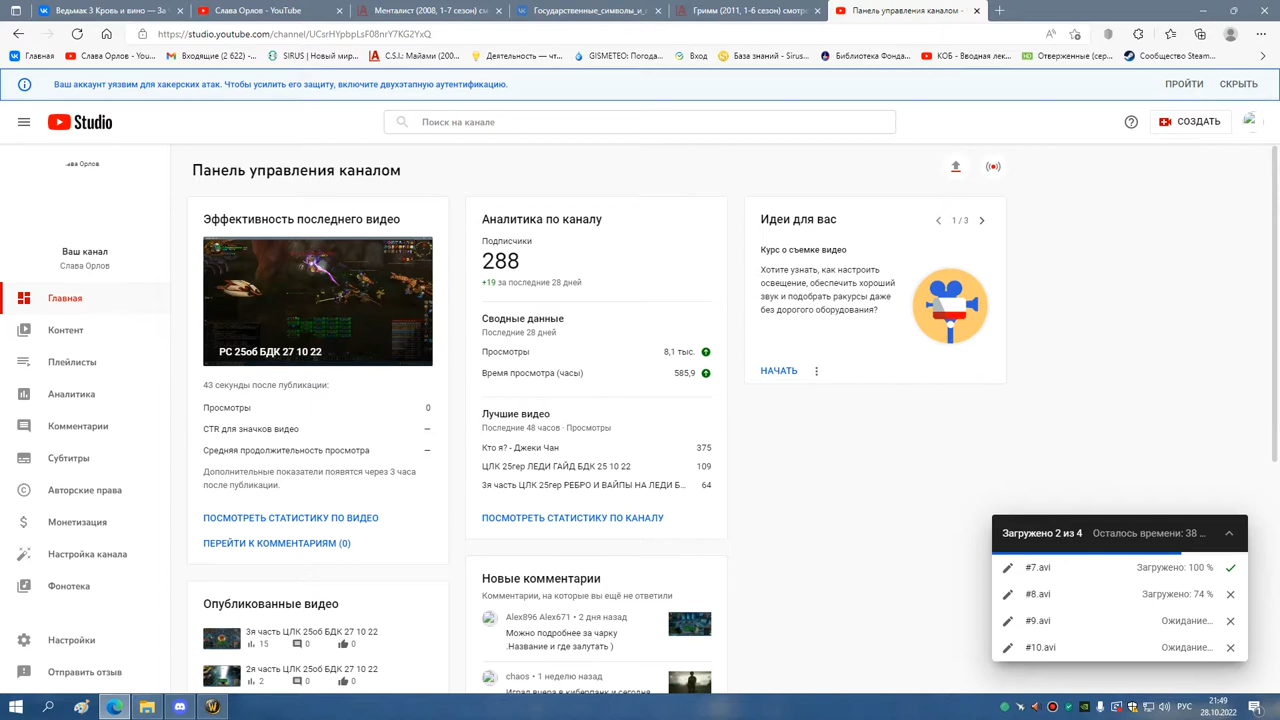 Ведьмак 3 Кровь и вино — За
Слава Орлов - YouTube
Менталист (2008, 1-7 сезон) см
Государственные_символы_и_г
Гримм (2011, 1-6 сезон) смотре
Панель управления каналом -
https://studio.youtube.com/channel/UCsrHYpbpLsF08nrY7KG2YxQ
Главная
Слава Орлов - You...
Входящие (2 622) -...
SIRUS | Новый мир...
C.S.I.: Майами (200...
Деятельность — чт...
GISMETEO: Погода...
Вход
База знаний - Sirus...
Библиотека Фонда...
КОБ - Вводная лек...
Отверженные (сер...
Сообщество Steam...
Ваш аккаунт уязвим для хакерских атак. Чтобы усилить его защиту, включите двухэтапную аутентификацию.
ПРОЙТИ
СКРЫТЬ
Studio
Поиск на канале
СОЗДАТЬ
Слава Орлов
Ваш канал
Слава Орлов
Главная
Контент
Плейлисты
Аналитика
Комментарии
Субтитры
Авторские права
Монетизация
Настройка канала
Фонотека
Настройки
Отправить отзыв
Панель управления каналом
Эффективность последнего видео
РС 25об БДК 27 10 22
43 секунды после публикации:
Просмотры 0
CTR для значков видео —
Средняя продолжительность просмотра —
Дополнительные показатели появятся через 3 часа
после публикации.
ПОСМОТРЕТЬ СТАТИСТИКУ ПО ВИДЕО
ПЕРЕЙТИ К КОММЕНТАРИЯМ (0)
Опубликованные видео
3я часть ЦЛК 25об БДК 27 10 22
15 0 0
2я часть ЦЛК 25об БДК 27 10 22
2 0 0
Аналитика по каналу
Подписчики
288
+19 за последние 28 дней
Сводные данные
Последние 28 дней
Просмотры 8,1 тыс.
Время просмотра (часы) 585,9
Лучшие видео
Последние 48 часов · Просмотры
Кто я? - Джеки Чан 375
ЦЛК 25гер ЛЕДИ ГАЙД БДК 25 10 22 109
3я часть ЦЛК 25гер РЕБРО И ВАЙПЫ НА ЛЕДИ Б... 64
ПОСМОТРЕТЬ СТАТИСТИКУ ПО КАНАЛУ
Новые комментарии
Комментарии, на которые вы ещё не ответили
Alex896 Alex671 • 2 дня назад
Можно подробнее за чарку
.Название и где залутать )
chaos • 1 неделю назад
Играл вчера в киберпанк и сегодня
Идеи для вас
1 / 3
Курс о съемке видео
Хотите узнать, как настроить
освещение, обеспечить хороший
звук и подобрать ракурсы даже
без дорогого оборудования?
НАЧАТЬ
Загружено 2 из 4 Осталось времени: 38 ...
#7.avi Загружено: 100 %
#8.avi Загружено: 74 %
#9.avi Ожидание...
#10.avi Ожидание...
РУС
21:49
28.10.2022
1